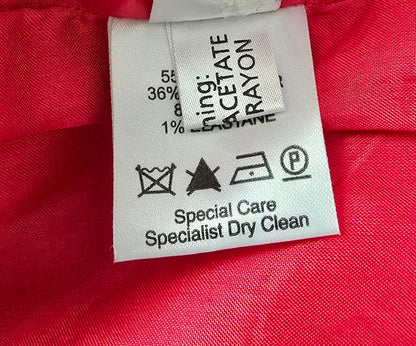 ning:
ACETATE
RAYON
55
36%
8
1% ELASTANE
P
Special Care
Specialist Dry Clean